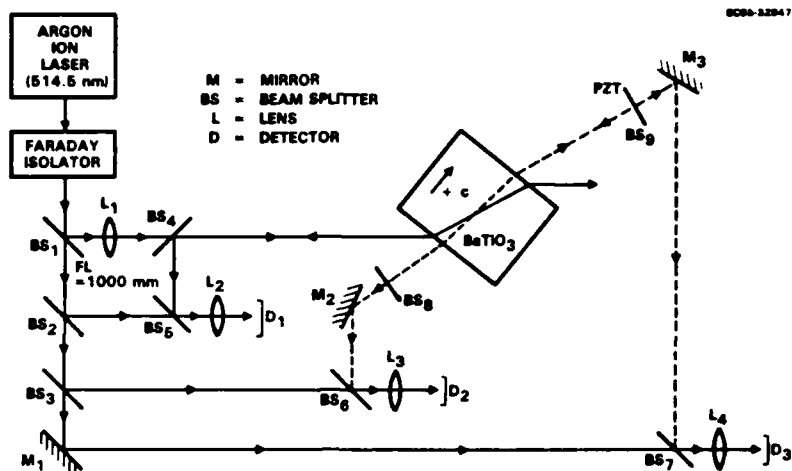 8C86-32847
ARGON
ION
LASER
(514.5 nm)
FARADAY
ISOLATOR
M = MIRROR
BS = BEAM SPLITTER
L = LENS
D = DETECTOR
M3
PZT
BS9
+ c
BaTiO3
BS1
L1
BS4
FL
=1000 mm
BS2
BS5
L2
D1
M2
BS8
BS3
BS6
L3
D2
M1
BS7
L4
D3